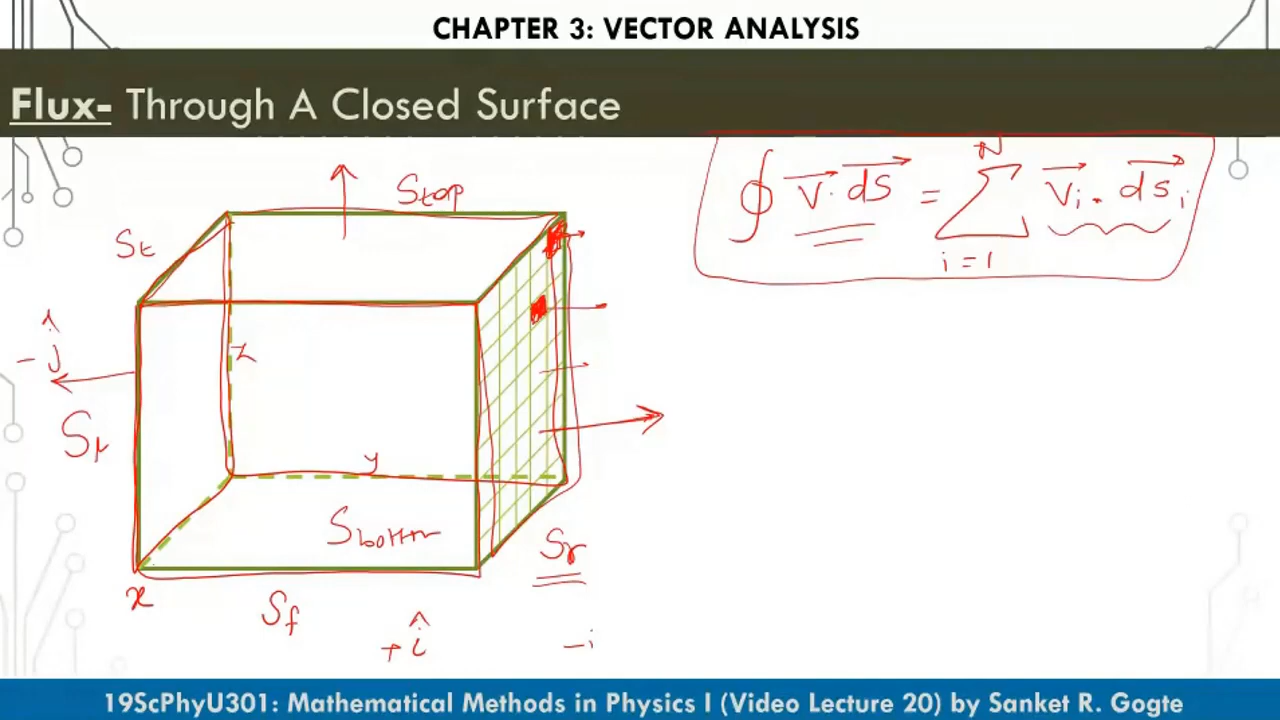 CHAPTER 3: VECTOR ANALYSIS
Flux- Through A Closed Surface
∮ v⃗ · ds⃗ = Σ_{i=1}^{N} v⃗ᵢ · ds⃗ᵢ
Stop
St
-ĵ
z
y
Sbottom
Sr
x
Sf
+î
-i
19ScPhyU301: Mathematical Methods in Physics I (Video Lecture 20) by Sanket R. Gogte